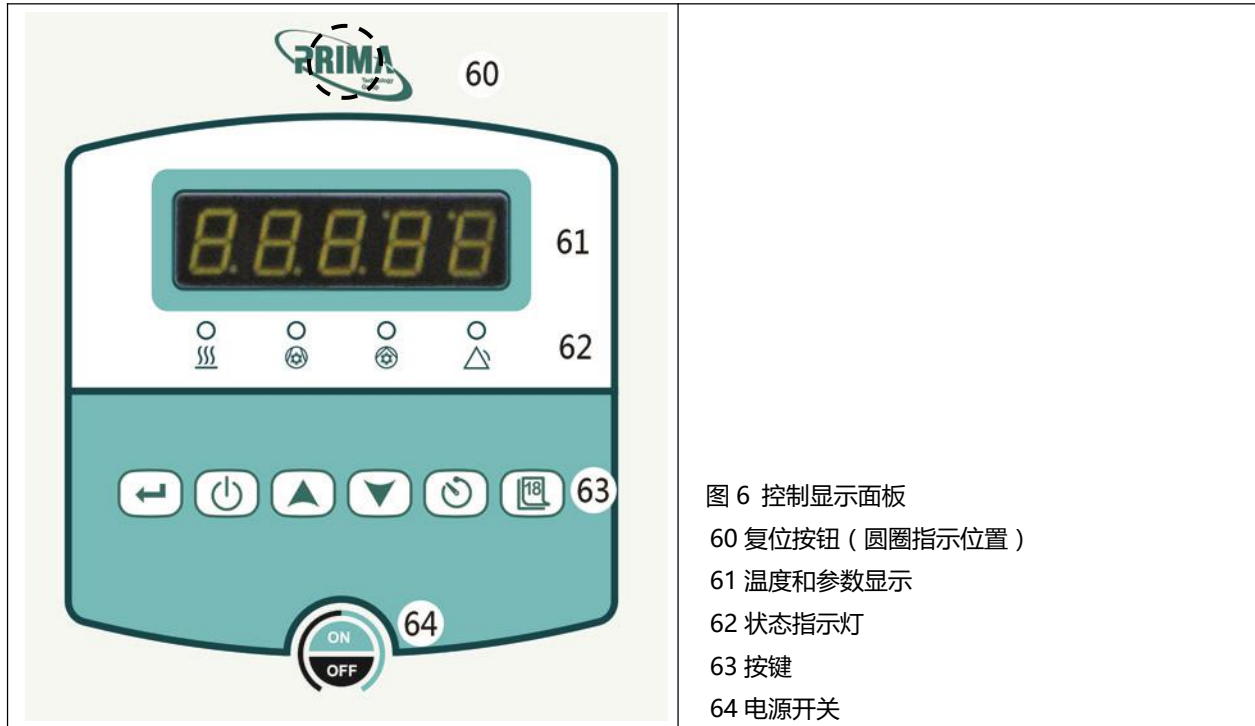 PRIMA
Technology
Group
60
88888
61
62
18
63
64
ON
OFF
图 6 控制显示面板
60 复位按钮（圆圈指示位置）
61 温度和参数显示
62 状态指示灯
63 按键
64 电源开关